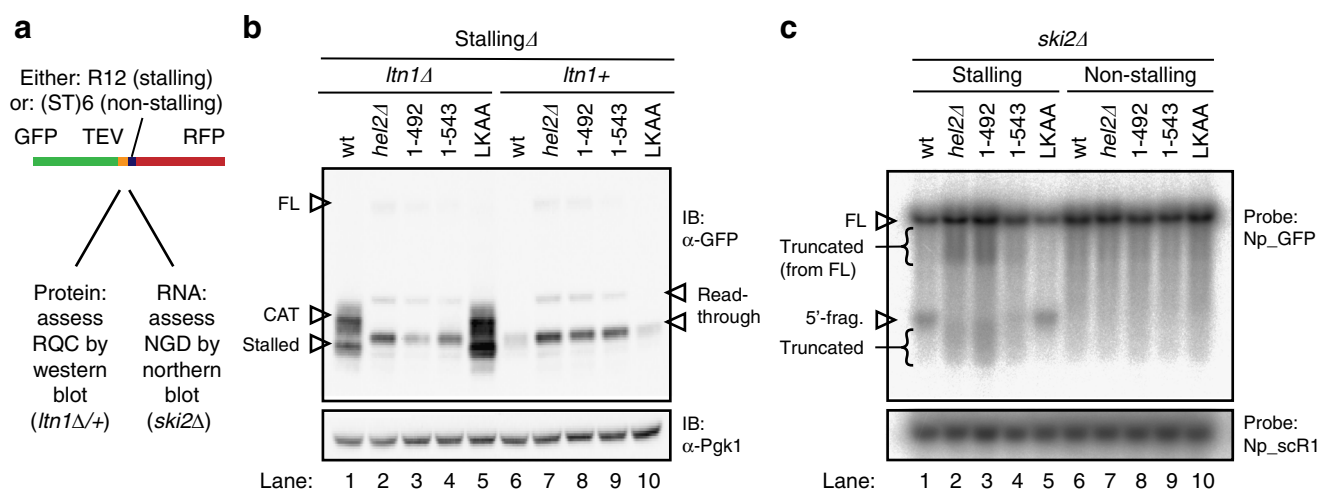 a
Either: R12 (stalling)
or: (ST)6 (non-stalling)
GFP TEV RFP
Protein:
assess
RQC by
western
blot
(ltn1Δ/+)
RNA:
assess
NGD by
northern
blot
(ski2Δ)
b
StallingΔ
ltn1Δ ltn1+
wt hel2Δ 1-492 1-543 LKAA wt hel2Δ 1-492 1-543 LKAA
FL
CAT
Stalled
IB:
α-GFP
Read-
through
IB:
α-Pgk1
Lane: 1 2 3 4 5 6 7 8 9 10
c
ski2Δ
Stalling Non-stalling
wt hel2Δ 1-492 1-543 LKAA wt hel2Δ 1-492 1-543 LKAA
FL
Truncated
(from FL)
5'-frag.
Truncated
Probe:
Np_GFP
Probe:
Np_scR1
Lane: 1 2 3 4 5 6 7 8 9 10